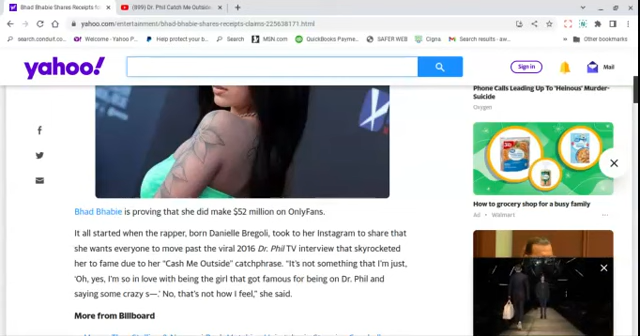 Bhad Bhabie Shares Receipts fo
(899) Dr. Phil Catch Me Outside
yahoo.com/entertainment/bhad-bhabie-shares-receipts-claims-225638171.html
search.conduit.co...
Welcome · Yahoo P...
Help protect your b...
Search
MSN.com
QuickBooks Payme...
SAFER WEB
Cigna
Search results - aw...
»
Other bookmarks
yahoo!
Sign in
Mail
Phone Calls Leading Up To 'Heinous' Murder-
Suicide
Oxygen
How to grocery shop for a busy family
Ad • Walmart
Bhad Bhabie is proving that she did make $52 million on OnlyFans.
It all started when the rapper, born Danielle Bregoli, took to her Instagram to share that
she wants everyone to move past the viral 2016 Dr. Phil TV interview that skyrocketed
her to fame due to her "Cash Me Outside" catchphrase. "It's not something that I'm just,
'Oh, yes, I'm so in love with being the girl that got famous for being on Dr. Phil and
saying some crazy s—.' No, that's not how I feel," she said.
More from Billboard